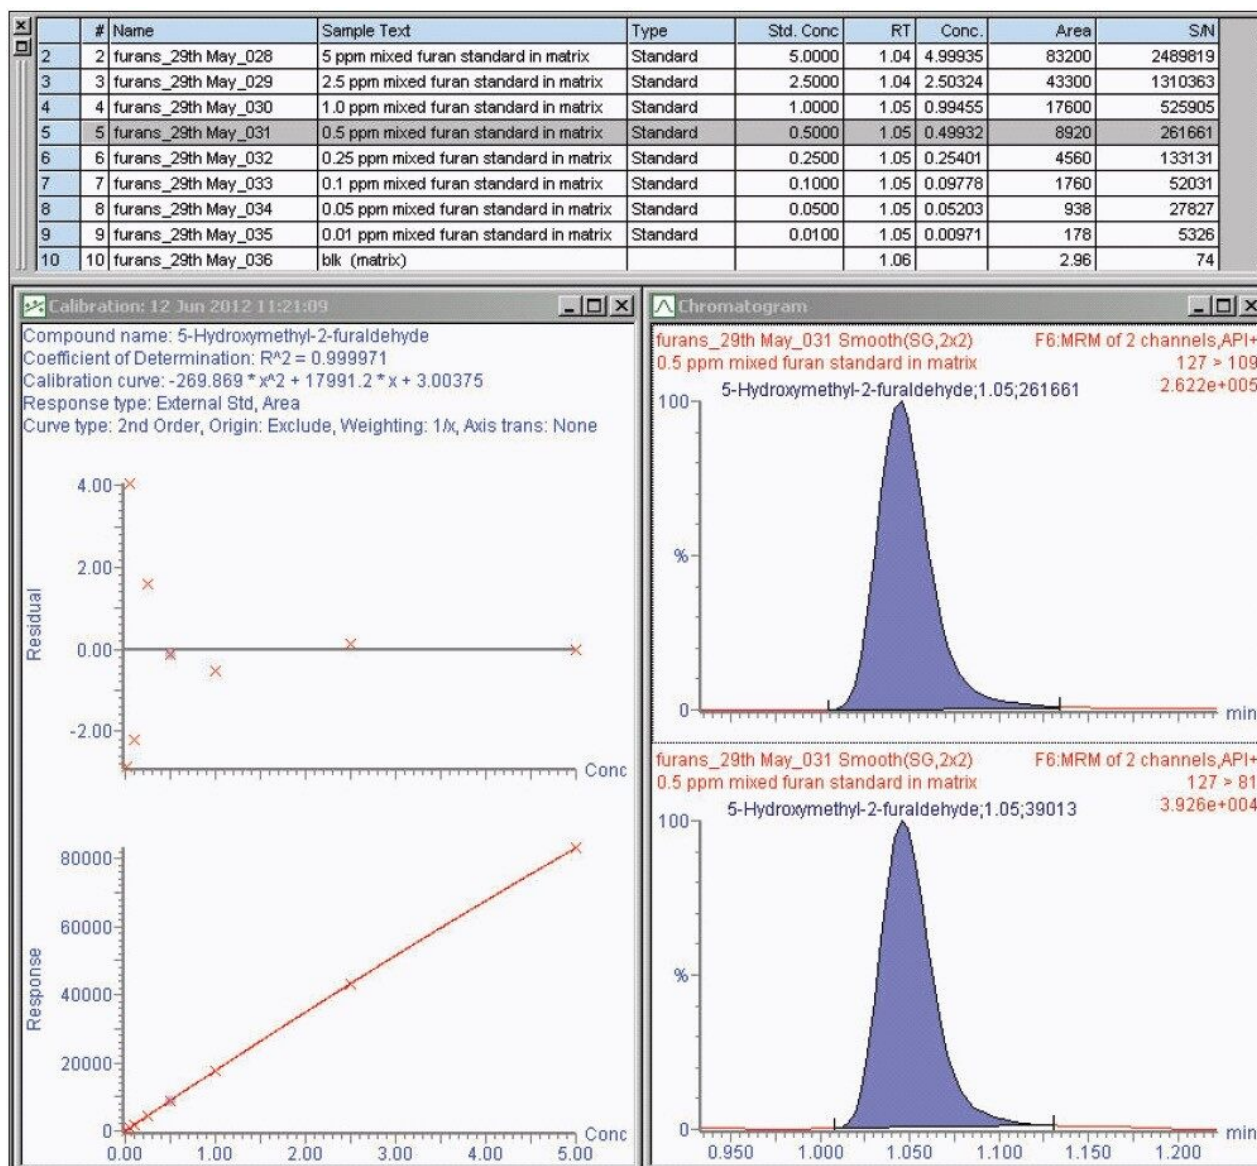 # Name Sample Text Type Std. Conc RT Conc. Area S/N
2 2 furans_29th May_028 5 ppm mixed furan standard in matrix Standard 5.0000 1.04 4.99935 83200 2489819
3 3 furans_29th May_029 2.5 ppm mixed furan standard in matrix Standard 2.5000 1.04 2.50324 43300 1310363
4 4 furans_29th May_030 1.0 ppm mixed furan standard in matrix Standard 1.0000 1.05 0.99455 17600 525905
5 5 furans_29th May_031 0.5 ppm mixed furan standard in matrix Standard 0.5000 1.05 0.49932 8920 261661
6 6 furans_29th May_032 0.25 ppm mixed furan standard in matrix Standard 0.2500 1.05 0.25401 4560 133131
7 7 furans_29th May_033 0.1 ppm mixed furan standard in matrix Standard 0.1000 1.05 0.09778 1760 52031
8 8 furans_29th May_034 0.05 ppm mixed furan standard in matrix Standard 0.0500 1.05 0.05203 938 27827
9 9 furans_29th May_035 0.01 ppm mixed furan standard in matrix Standard 0.0100 1.05 0.00971 178 5326
10 10 furans_29th May_036 blk (matrix) 1.06 2.96 74
Calibration: 12 Jun 2012 11:21:09
Compound name: 5-Hydroxymethyl-2-furaldehyde
Coefficient of Determination: R^2 = 0.999971
Calibration curve: -269.869 * x^2 + 17991.2 * x + 3.00375
Response type: External Std, Area
Curve type: 2nd Order, Origin: Exclude, Weighting: 1/x, Axis trans: None
4.00
2.00
0.00
-2.00
Residual
Conc
80000
60000
40000
20000
0
Response
Conc
0.00 1.00 2.00 3.00 4.00 5.00
Chromatogram
furans_29th May_031 Smooth(SG,2x2) F6:MRM of 2 channels,API+
0.5 ppm mixed furan standard in matrix 127 > 109
2.622e+005
5-Hydroxymethyl-2-furaldehyde;1.05;261661
100
%
0
min
furans_29th May_031 Smooth(SG,2x2) F6:MRM of 2 channels,API+
0.5 ppm mixed furan standard in matrix 127 > 81
3.926e+004
5-Hydroxymethyl-2-furaldehyde;1.05;39013
100
%
0
min
0.950 1.000 1.050 1.100 1.150 1.200